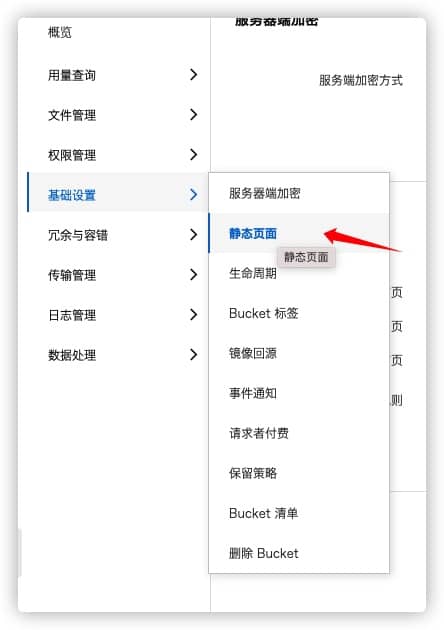 概览
用量查询
文件管理
权限管理
基础设置
冗余与容错
传输管理
日志管理
数据处理
服务器端加密
服务端加密方式
服务器端加密
静态页面
静态页面
生命周期
Bucket 标签
镜像回源
事件通知
请求者付费
保留策略
Bucket 清单
删除 Bucket
页
页
页
则